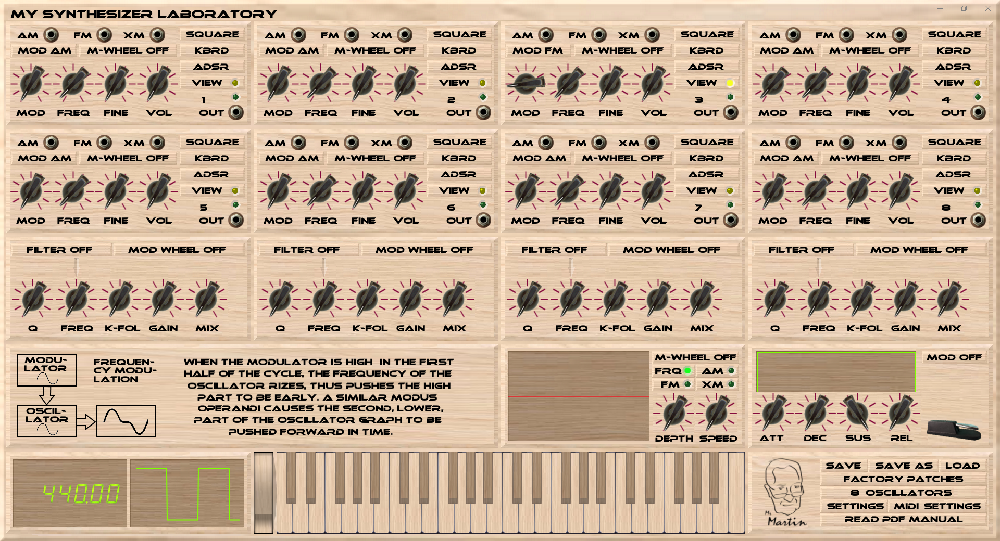 MY SYNTHESIZER LABORATORY
AM FM XM SQUARE
MOD AM M-WHEEL OFF KBRD
ADSR
VIEW
1
MOD FREQ FINE VOL OUT
AM FM XM SQUARE
MOD AM M-WHEEL OFF KBRD
ADSR
VIEW
2
MOD FREQ FINE VOL OUT
AM FM XM SQUARE
MOD FM M-WHEEL OFF KBRD
ADSR
VIEW
3
MOD FREQ FINE VOL OUT
AM FM XM SQUARE
MOD AM M-WHEEL OFF KBRD
ADSR
VIEW
4
MOD FREQ FINE VOL OUT
AM FM XM SQUARE
MOD AM M-WHEEL OFF KBRD
ADSR
VIEW
5
MOD FREQ FINE VOL OUT
AM FM XM SQUARE
MOD AM M-WHEEL OFF KBRD
ADSR
VIEW
6
MOD FREQ FINE VOL OUT
AM FM XM SQUARE
MOD AM M-WHEEL OFF KBRD
ADSR
VIEW
7
MOD FREQ FINE VOL OUT
AM FM XM SQUARE
MOD AM M-WHEEL OFF KBRD
ADSR
VIEW
8
MOD FREQ FINE VOL OUT
FILTER OFF MOD WHEEL OFF
Q FREQ K-FOL GAIN MIX
FILTER OFF MOD WHEEL OFF
Q FREQ K-FOL GAIN MIX
FILTER OFF MOD WHEEL OFF
Q FREQ K-FOL GAIN MIX
FILTER OFF MOD WHEEL OFF
Q FREQ K-FOL GAIN MIX
MODU-
LATOR
OSCIL-
LATOR
FREQUEN-
CY MODU-
LATION
WHEN THE MODULATOR IS HIGH IN THE FIRST
HALF OF THE CYCLE, THE FREQUENCY OF THE
OSCILLATOR RIZES, THUS PUSHES THE HIGH
PART TO BE EARLY. A SIMILAR MODUS
OPERANDI CAUSES THE SECOND, LOWER,
PART OF THE OSCILLATOR GRAPH TO BE
PUSHED FORWARD IN TIME.
M-WHEEL OFF
FRQ AM
FM XM
DEPTH SPEED
MOD OFF
ATT DEC SUS REL
440.00
Mr
Martin
SAVE SAVE AS LOAD
FACTORY PATCHES
8 OSCILLATORS
SETTINGS MIDI SETTINGS
READ PDF MANUAL